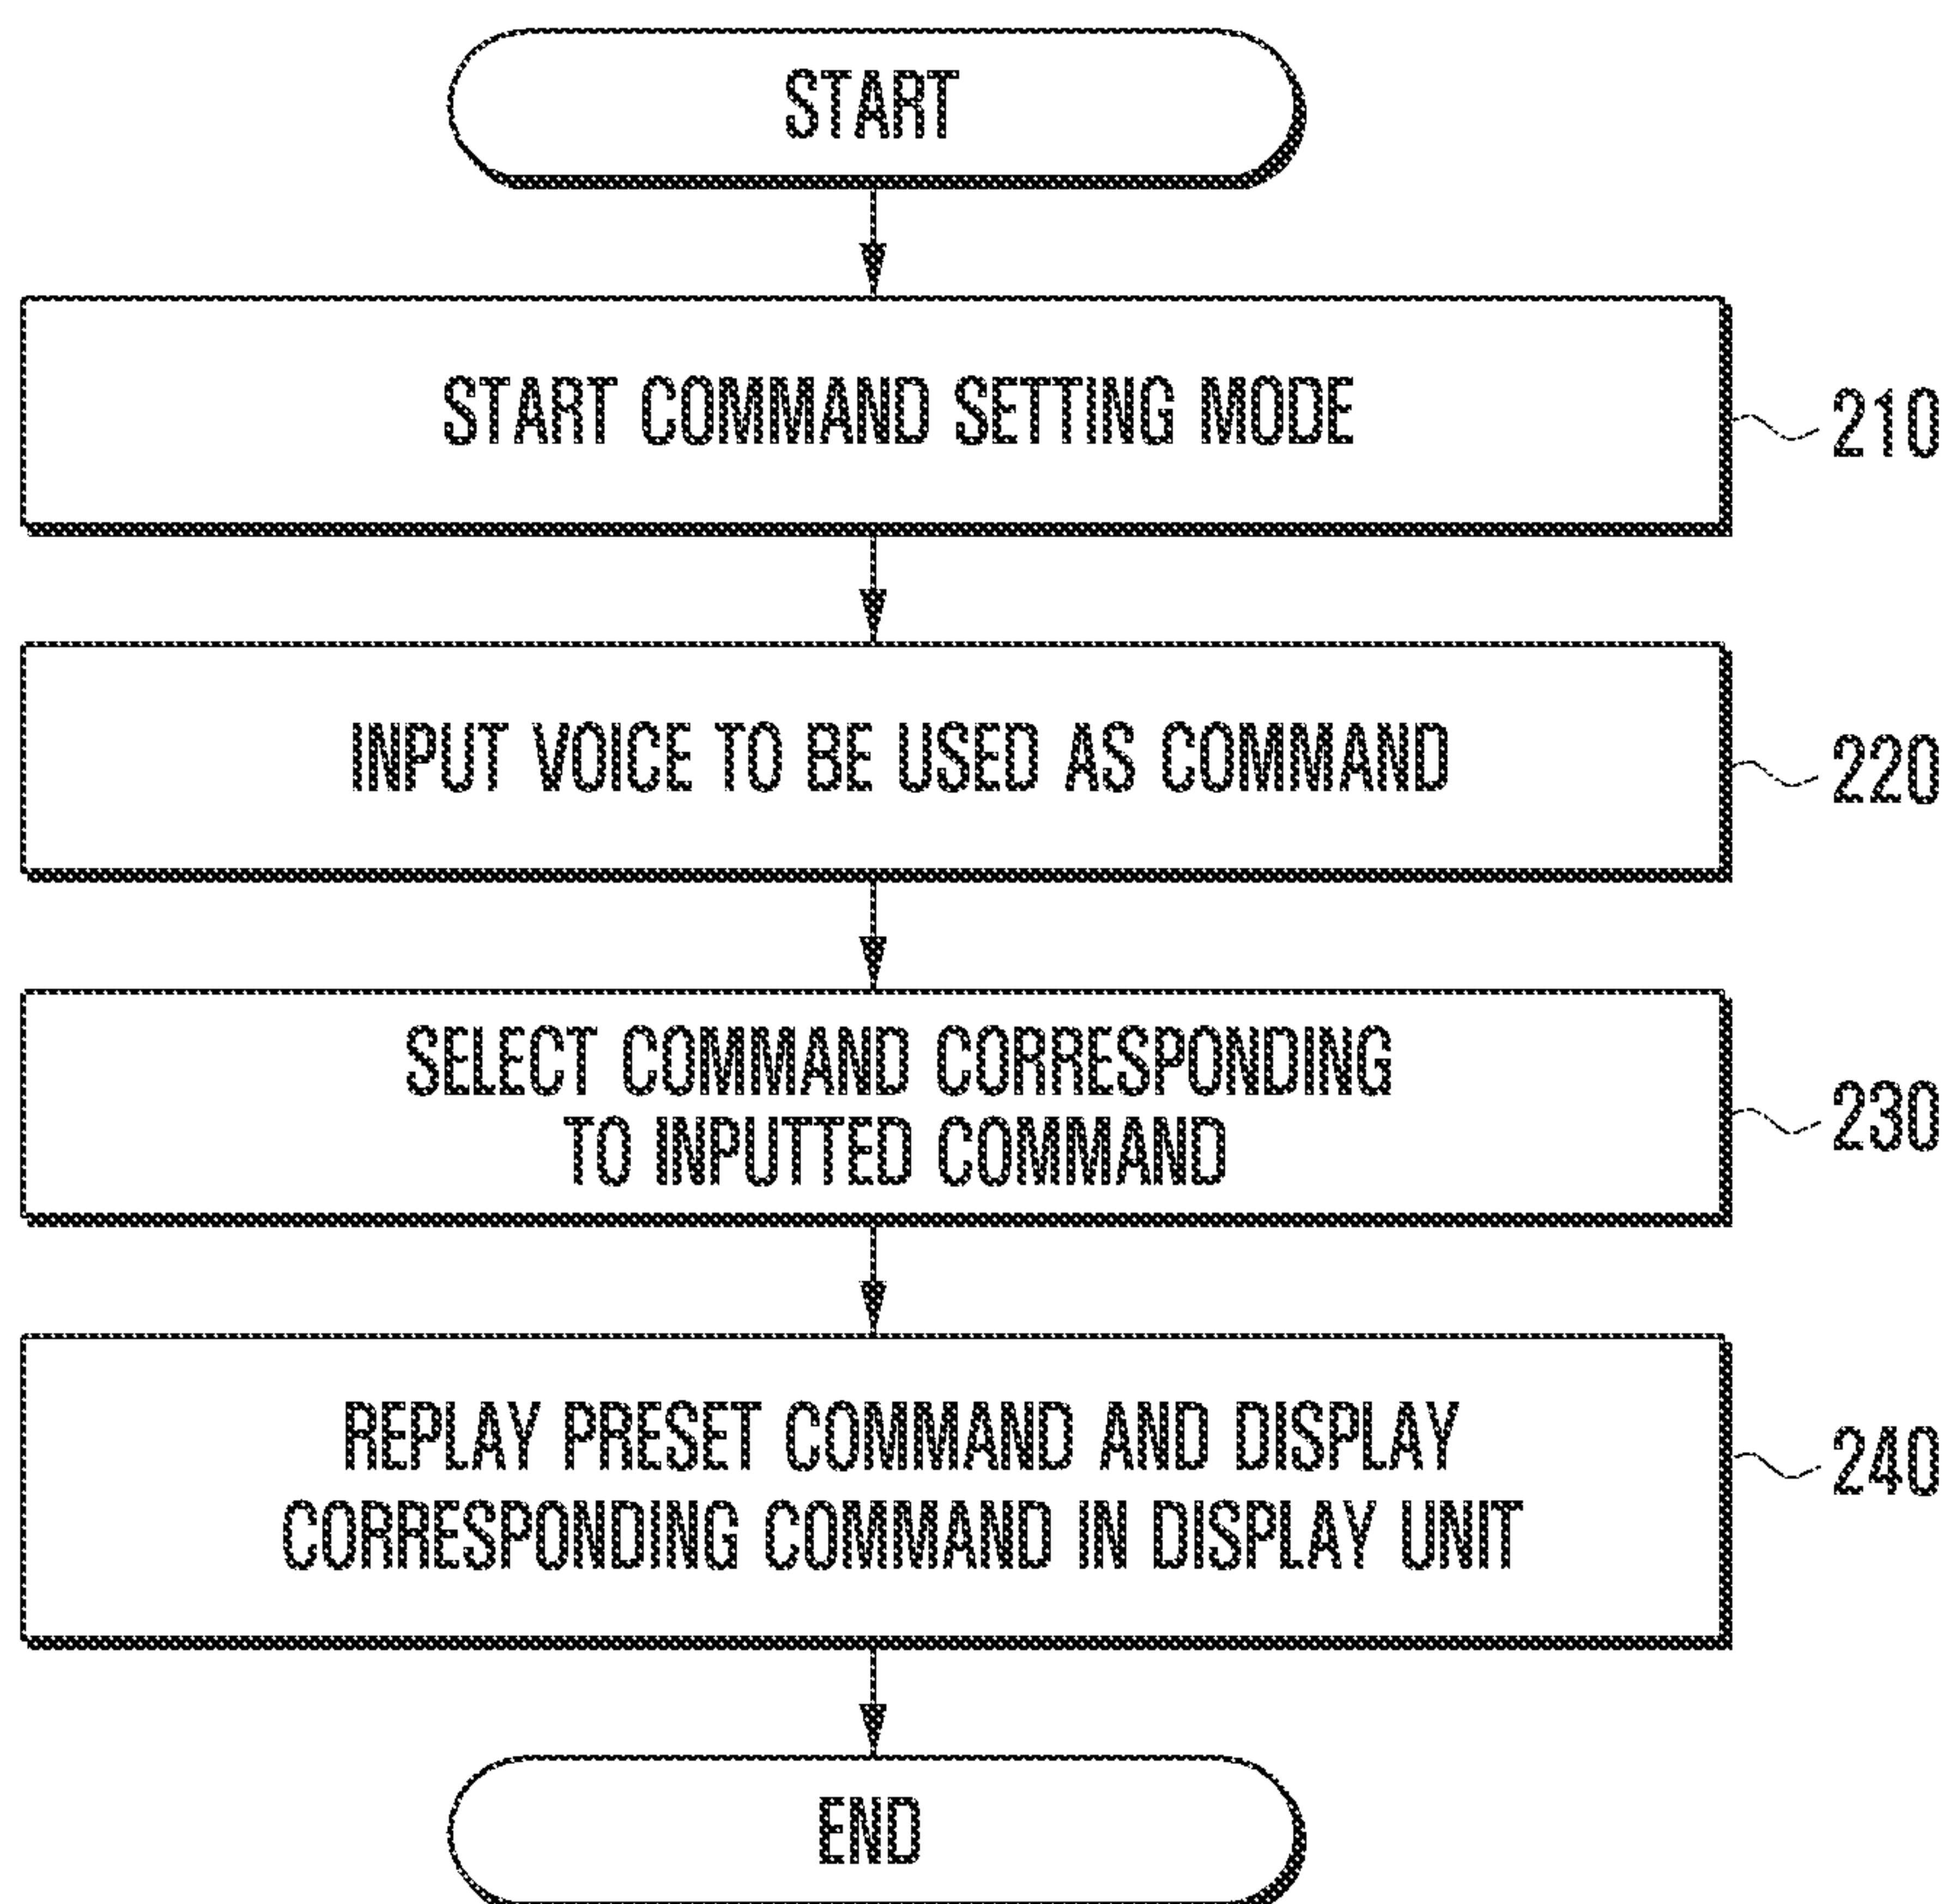 START
START COMMAND SETTING MODE
210
INPUT VOICE TO BE USED AS COMMAND
220
SELECT COMMAND CORRESPONDING
TO INPUTTED COMMAND
230
REPLAY PRESET COMMAND AND DISPLAY
CORRESPONDING COMMAND IN DISPLAY UNIT
240
END